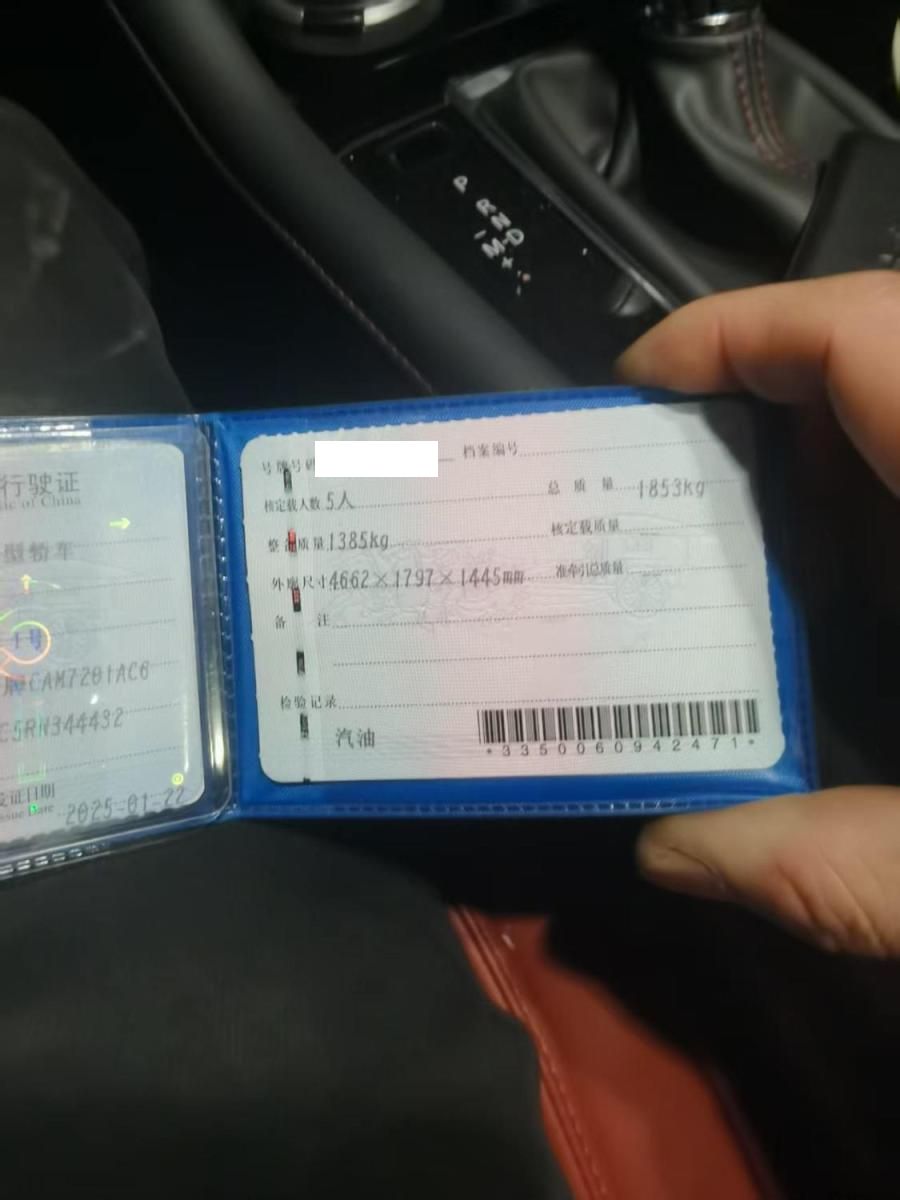 P
R
N
M-D
+
-
行驶证
lic of China
型轿车
1号
CAM7201AC6
C5RN344432
发证日期
Issue Date 2025-01-22
号牌号码 档案编号
核定载人数 5人 总质量 1853kg
整备质量 1385kg 核定载质量
外廓尺寸 4662×1797×1445mm 准牵引总质量
备注
检验记录
汽油
*3350060942471*